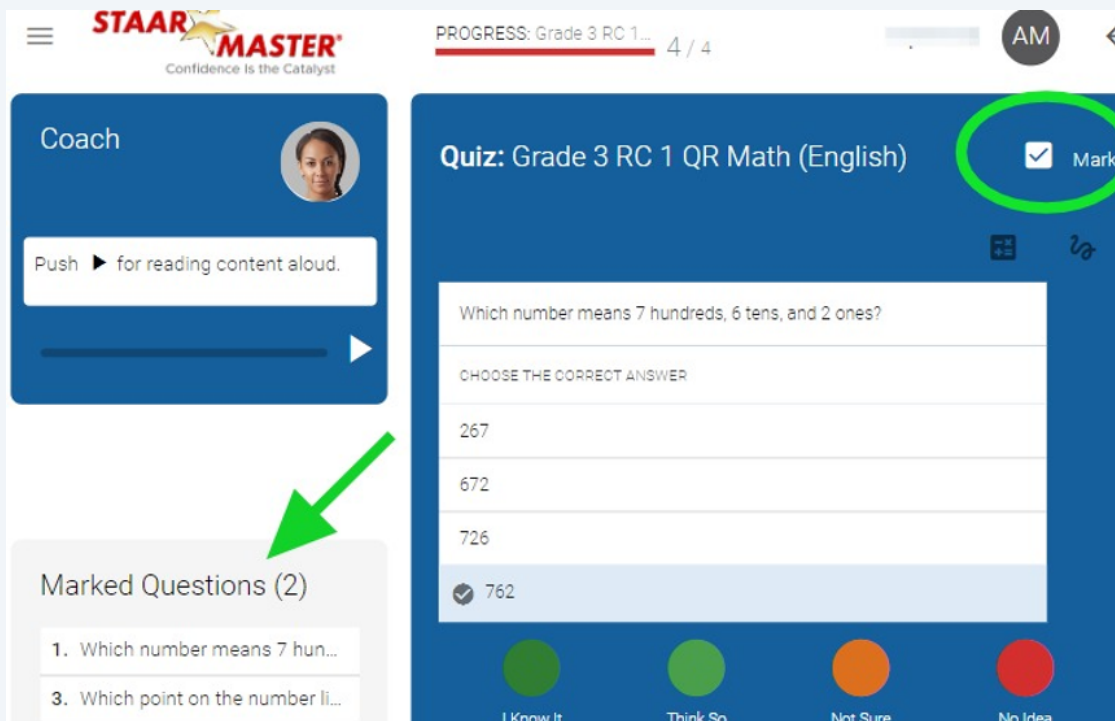 STAAR
MASTER®
Confidence Is the Catalyst
PROGRESS: Grade 3 RC 1... 4 / 4
AM
Coach
Push ▶ for reading content aloud.
Marked Questions (2)
1. Which number means 7 hun...
3. Which point on the number li...
Quiz: Grade 3 RC 1 QR Math (English)
Mark
Which number means 7 hundreds, 6 tens, and 2 ones?
CHOOSE THE CORRECT ANSWER
267
672
726
762
I Know It Think So Not Sure No Idea